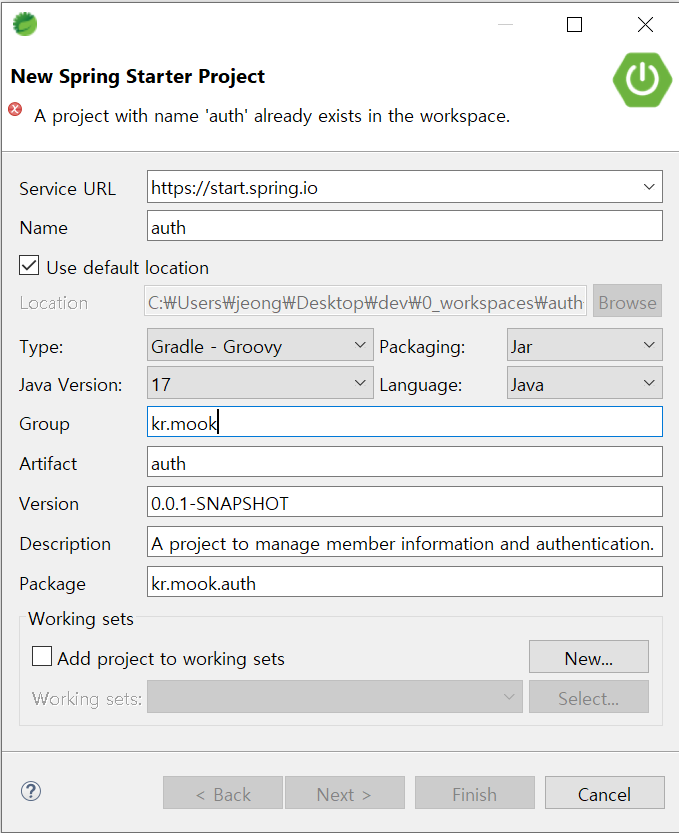 New Spring Starter Project
A project with name 'auth' already exists in the workspace.
Service URL https://start.spring.io
Name auth
Use default location
Location C:₩Users₩jeong₩Desktop₩dev₩0_workspaces₩auth Browse
Type: Gradle - Groovy Packaging: Jar
Java Version: 17 Language: Java
Group kr.mook
Artifact auth
Version 0.0.1-SNAPSHOT
Description A project to manage member information and authentication.
Package kr.mook.auth
Working sets
Add project to working sets New...
Working sets: Select...
? < Back Next > Finish Cancel